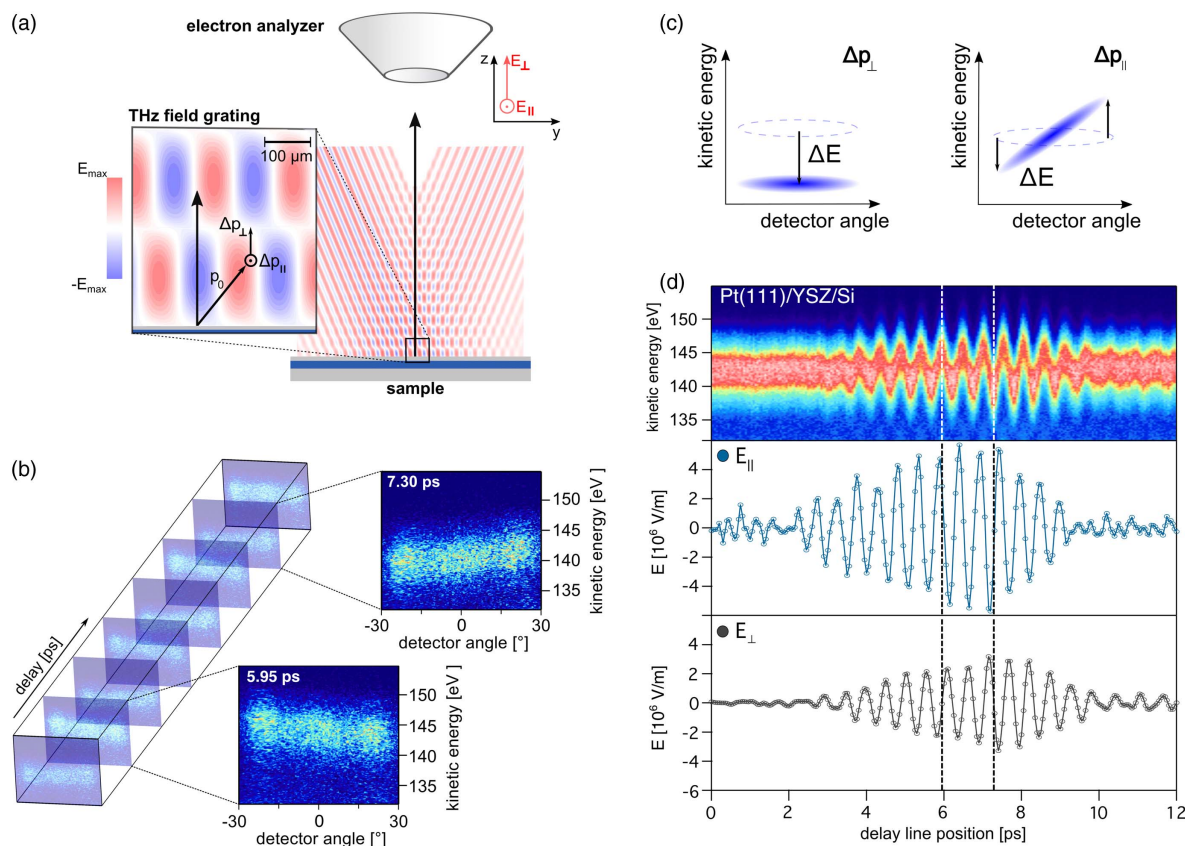 (a)
electron analyzer
z
E⊥
E||
y
THz field grating
100 µm
Emax
-Emax
Δp⊥
Δp||
p0
sample
(b)
delay [ps]
7.30 ps
150
145
140
135
kinetic energy [eV]
-30 0 30
detector angle [°]
5.95 ps
150
145
140
135
kinetic energy [eV]
-30 0 30
detector angle [°]
(c)
kinetic energy
Δp⊥
ΔE
detector angle
kinetic energy
Δp||
ΔE
detector angle
(d)
Pt(111)/YSZ/Si
kinetic energy [eV]
150
145
140
135
E||
E [10⁶ V/m]
4
2
0
-2
-4
E⊥
E [10⁶ V/m]
4
2
0
-2
-4
-6
0 2 4 6 8 10 12
delay line position [ps]